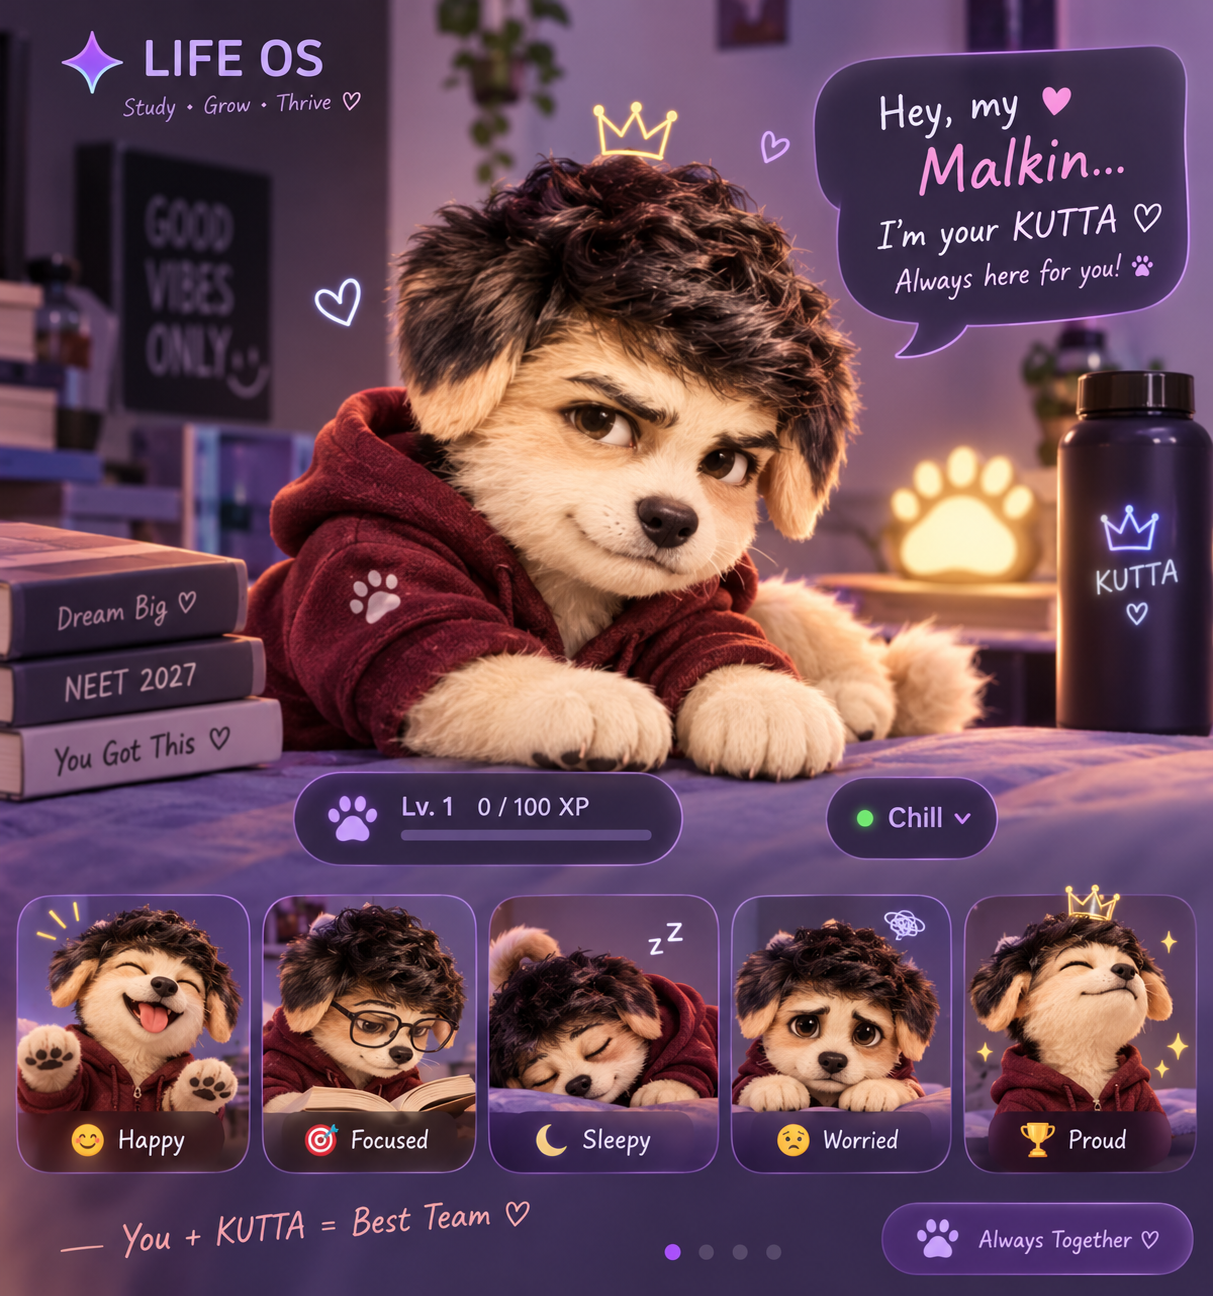 LIFE OS
Study • Grow • Thrive ♡
GOOD
VIBES
ONLY
Hey, my ♥
Malkin...
I'm your KUTTA ♡
Always here for you!
KUTTA
♡
Dream Big ♡
NEET 2027
You Got This ♡
Lv. 1 0 / 100 XP
Chill
z z
Happy
Focused
Sleepy
Worried
Proud
— You + KUTTA = Best Team ♡
Always Together ♡